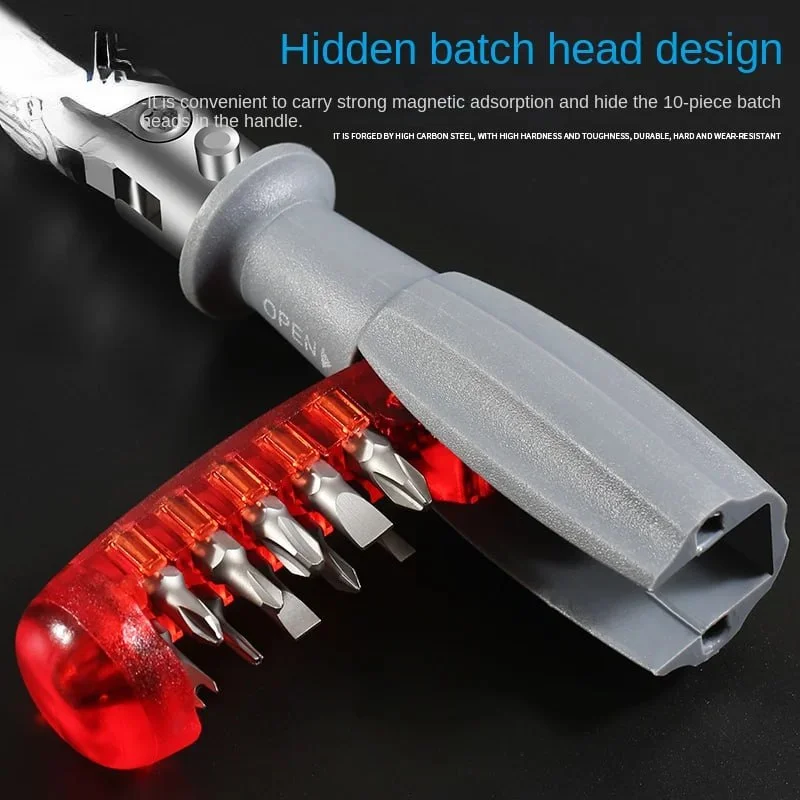 Hidden batch head design
-It is convenient to carry strong magnetic adsorption and hide the 10-piece batch
heads in the handle.
IT IS FORGED BY HIGH CARBON STEEL, WITH HIGH HARDNESS AND TOUGHNESS, DURABLE, HARD AND WEAR-RESISTANT
OPEN